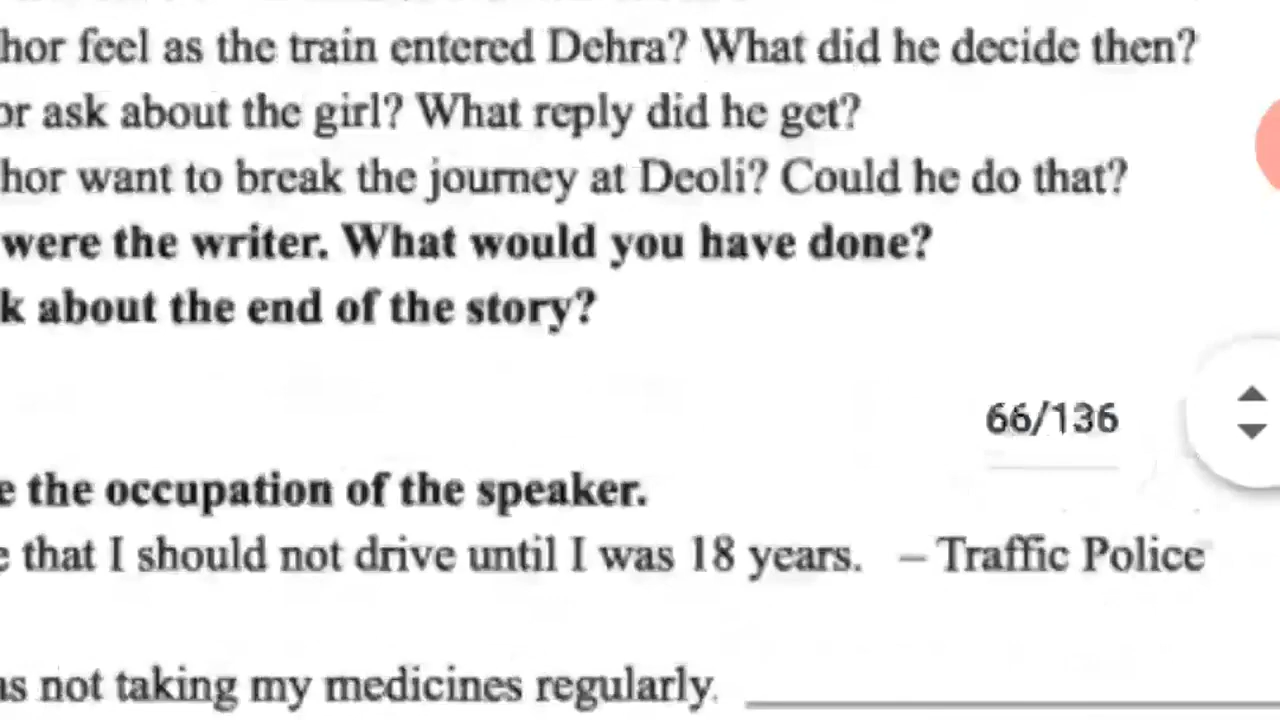 hor feel as the train entered Dehra? What did he decide then?
or ask about the girl? What reply did he get?
hor want to break the journey at Deoli? Could he do that?
were the writer. What would you have done?
k about the end of the story?
66/136
e the occupation of the speaker.
e that I should not drive until I was 18 years. – Traffic Police
as not taking my medicines regularly.